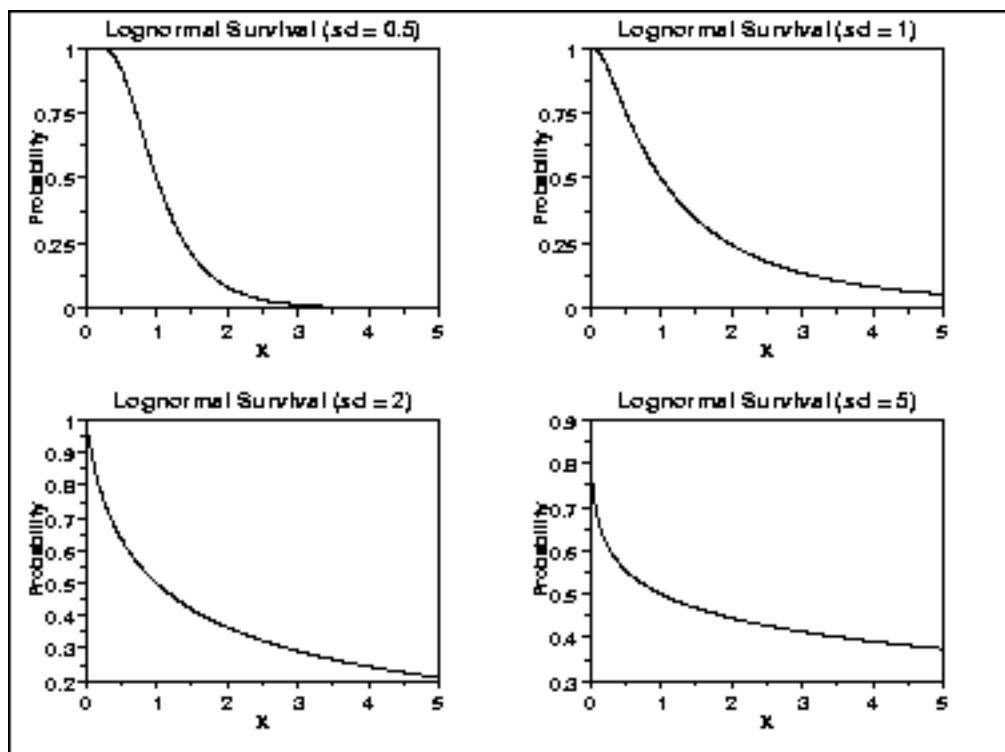 Lognormal Survival (sd = 0.5)
1
0.75
0.5
0.25
0
Probability
0 1 2 3 4 5
X
Lognormal Survival (sd = 1)
1
0.75
0.5
0.25
0
Probability
0 1 2 3 4 5
X
Lognormal Survival (sd = 2)
1
0.9
0.8
0.7
0.6
0.5
0.4
0.3
0.2
Probability
0 1 2 3 4 5
X
Lognormal Survival (sd = 5)
0.9
0.8
0.7
0.6
0.5
0.4
0.3
Probability
0 1 2 3 4 5
X